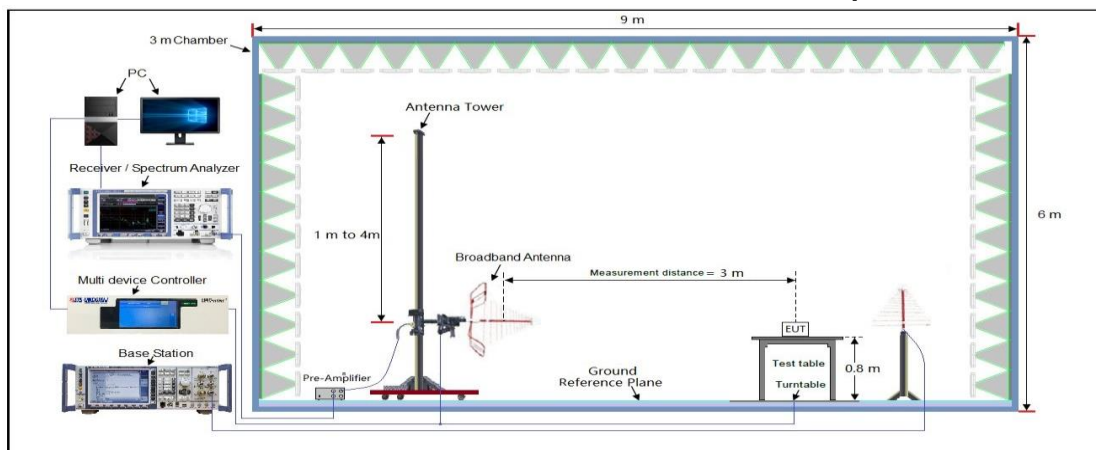 9 m
3 m Chamber
PC
Antenna Tower
Receiver / Spectrum Analyzer
6 m
1 m to 4m
Broadband Antenna
Measurement distance = 3 m
Multi device Controller
EUT
Base Station
Test table
0.8 m
Ground
Reference Plane
Pre-Amplifier
Turntable